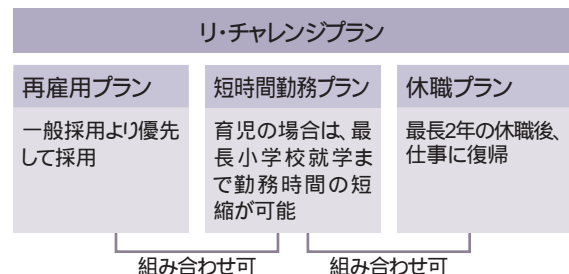 リ・チャレンジプラン
再雇用プラン
一般採用より優先
して採用
短時間勤務プラン
育児の場合は、最
長小学校就学ま
で勤務時間の短
縮が可能
休職プラン
最長2年の休職後、
仕事に復帰
組み合わせ可
組み合わせ可